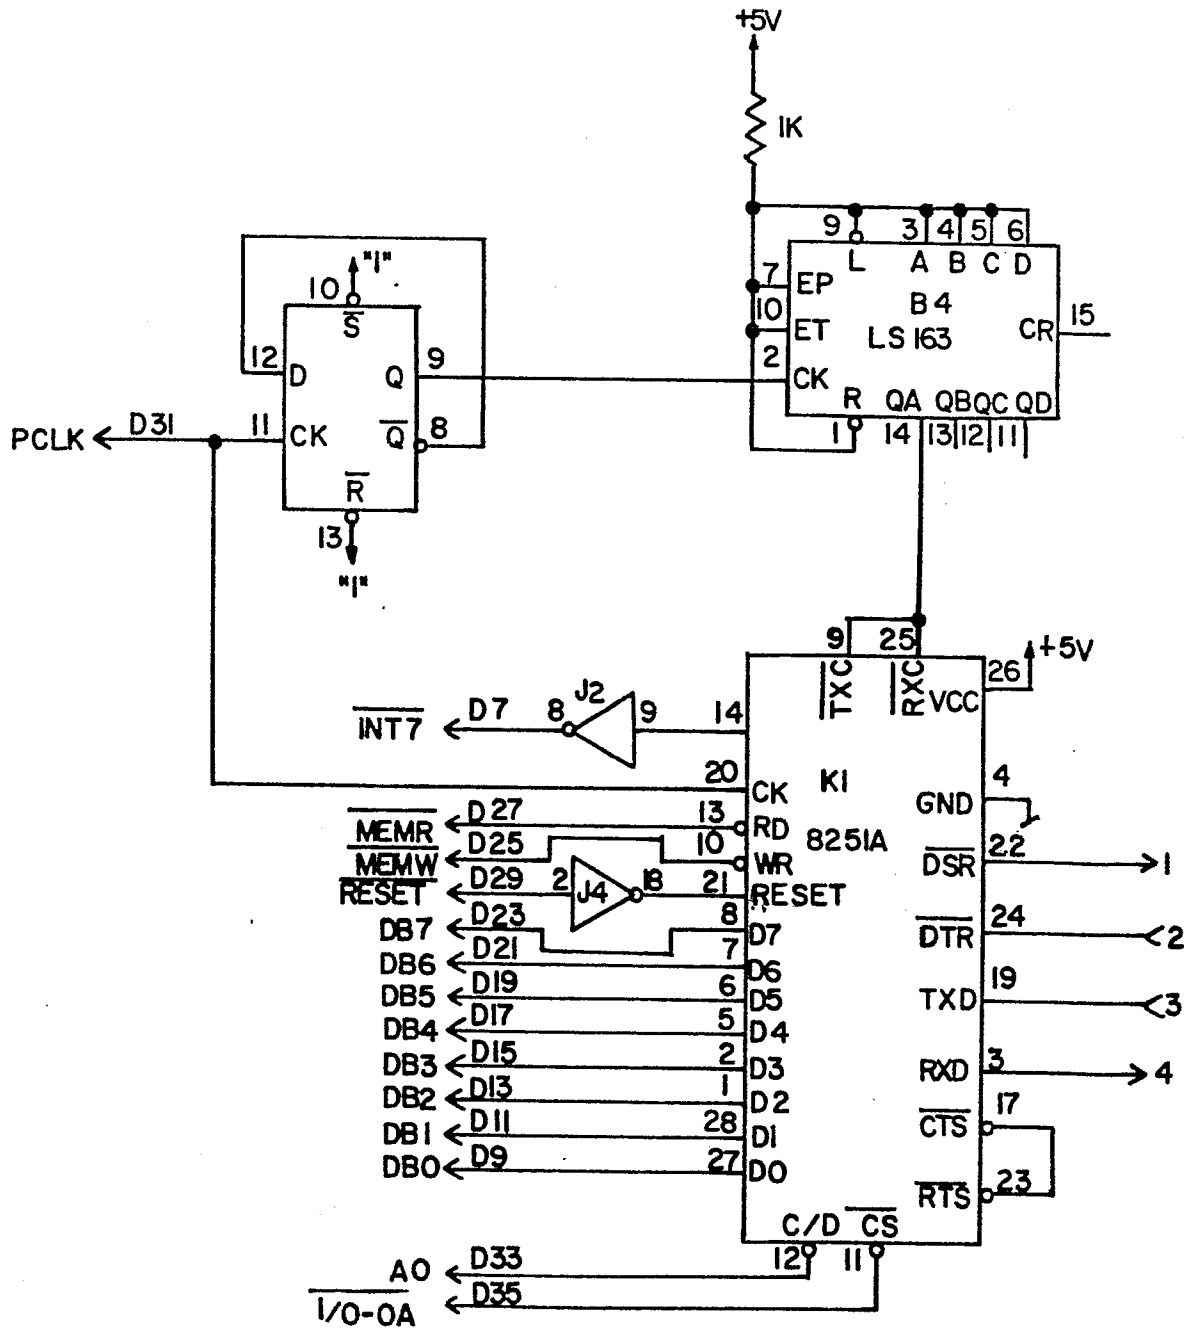 +5V
1K
9 3 4 5 6
L A B C D
7 EP
B4
10 ET
LS163
CR 15
2 CK
R QA QB QC QD
1 14 13 12 11
"1"
10
S
12 D Q 9
PCLK D31 11 CK Q 8
R
13
"1"
9 25
TXC RXC VCC 26 +5V
INT7 D7 8 J2 9 14
20 CK K1 GND 4
MEMR D27 13 RD 8251A
MEMW D25 10 WR DSR 22 1
RESET D29 2 J4 18 21 RESET
DB7 D23 8 D7 DTR 24 2
DB6 D21 7 D6
DB5 D19 6 D5 TXD 19 3
DB4 D17 5 D4
DB3 D15 2 D3 RXD 3 4
DB2 D13 1 D2
DB1 D11 28 D1 CTS 17
DB0 D9 27 D0 RTS 23
C/D CS
12 11
A0 D33
I/O-OA D35